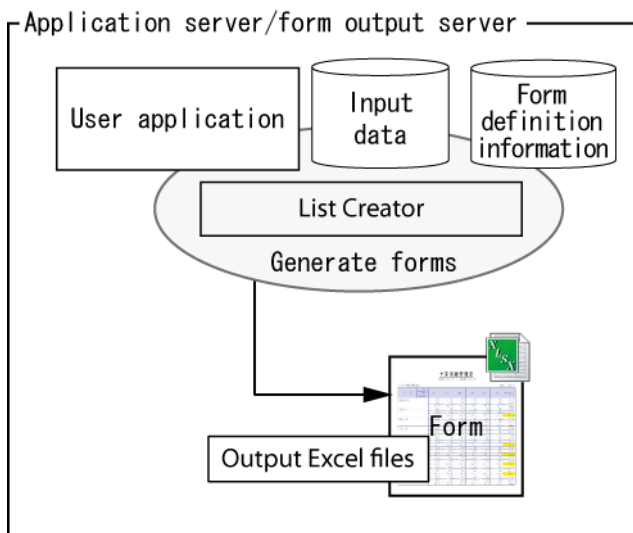 Application server/form output server
User application
Input
data
Form
definition
information
List Creator
Generate forms
XLSX
Form
Output Excel files